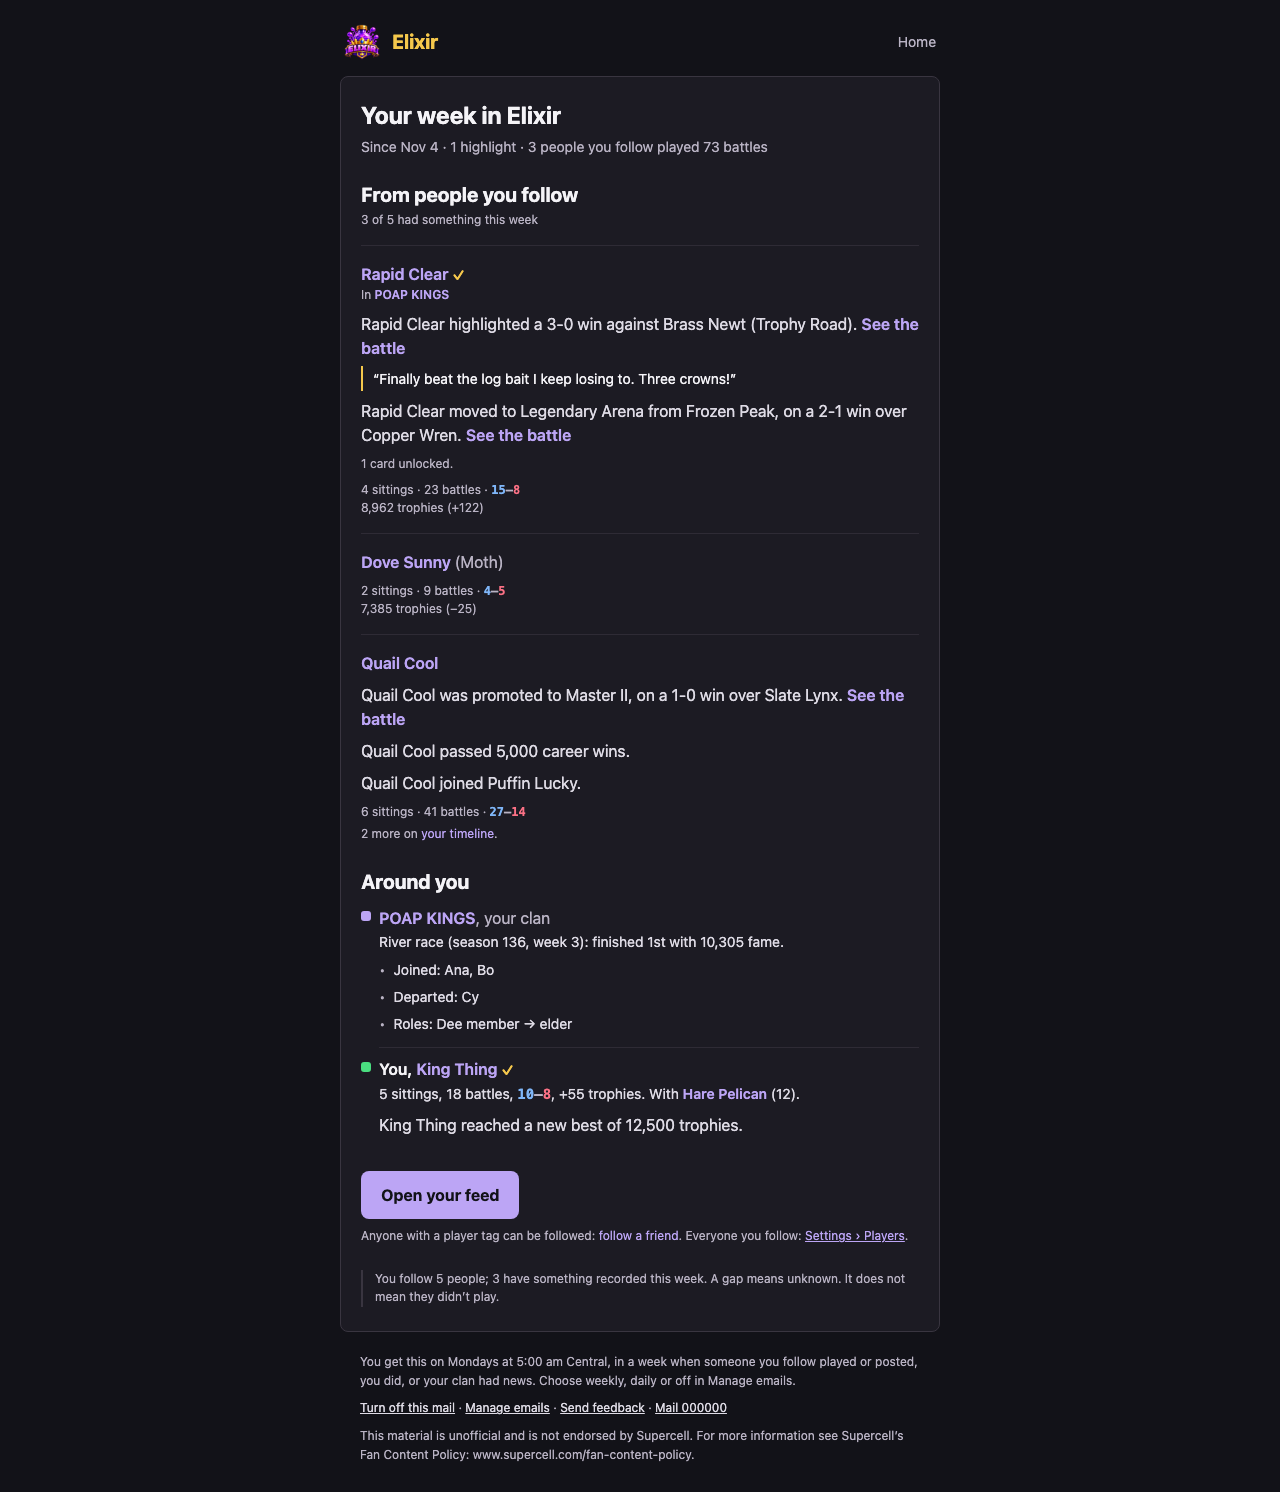 ELIXIR
Elixir
Home
Your week in Elixir
Since Nov 4 · 1 highlight · 3 people you follow played 73 battles
From people you follow
3 of 5 had something this week
Rapid Clear ✓
In POAP KINGS
Rapid Clear highlighted a 3-0 win against Brass Newt (Trophy Road). See the
battle
“Finally beat the log bait I keep losing to. Three crowns!”
Rapid Clear moved to Legendary Arena from Frozen Peak, on a 2-1 win over
Copper Wren. See the battle
1 card unlocked.
4 sittings · 23 battles · 15–8
8,962 trophies (+122)
Dove Sunny (Moth)
2 sittings · 9 battles · 4–5
7,385 trophies (−25)
Quail Cool
Quail Cool was promoted to Master II, on a 1-0 win over Slate Lynx. See the
battle
Quail Cool passed 5,000 career wins.
Quail Cool joined Puffin Lucky.
6 sittings · 41 battles · 27–14
2 more on your timeline.
Around you
POAP KINGS, your clan
River race (season 136, week 3): finished 1st with 10,305 fame.
• Joined: Ana, Bo
• Departed: Cy
• Roles: Dee member → elder
You, King Thing ✓
5 sittings, 18 battles, 10–8, +55 trophies. With Hare Pelican (12).
King Thing reached a new best of 12,500 trophies.
Open your feed
Anyone with a player tag can be followed: follow a friend. Everyone you follow: Settings › Players.
You follow 5 people; 3 have something recorded this week. A gap means unknown. It does not
mean they didn’t play.
You get this on Mondays at 5:00 am Central, in a week when someone you follow played or posted,
you did, or your clan had news. Choose weekly, daily or off in Manage emails.
Turn off this mail · Manage emails · Send feedback · Mail 000000
This material is unofficial and is not endorsed by Supercell. For more information see Supercell’s
Fan Content Policy: www.supercell.com/fan-content-policy.